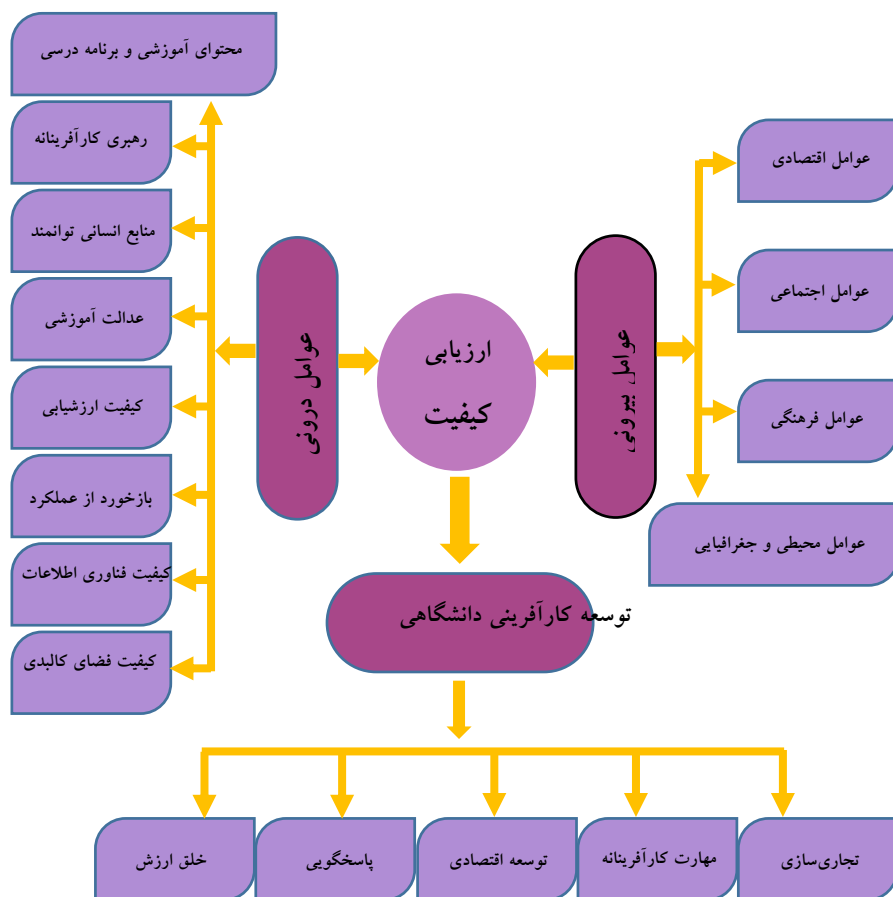 محتوای آموزشی و برنامه درسی
رهبری کارآفرینانه
منابع انسانی توانمند
عدالت آموزشی
کیفیت ارزشیابی
بازخورد از عملکرد
کیفیت فناوری اطلاعات
کیفیت فضای کالبدی
عوامل درونی
ارزیابی
کیفیت
عوامل بیرونی
عوامل اقتصادی
عوامل اجتماعی
عوامل فرهنگی
عوامل محیطی و جغرافیایی
توسعه کارآفرینی دانشگاهی
تجاری‌سازی
مهارت کارآفرینانه
توسعه اقتصادی
پاسخگویی
خلق ارزش